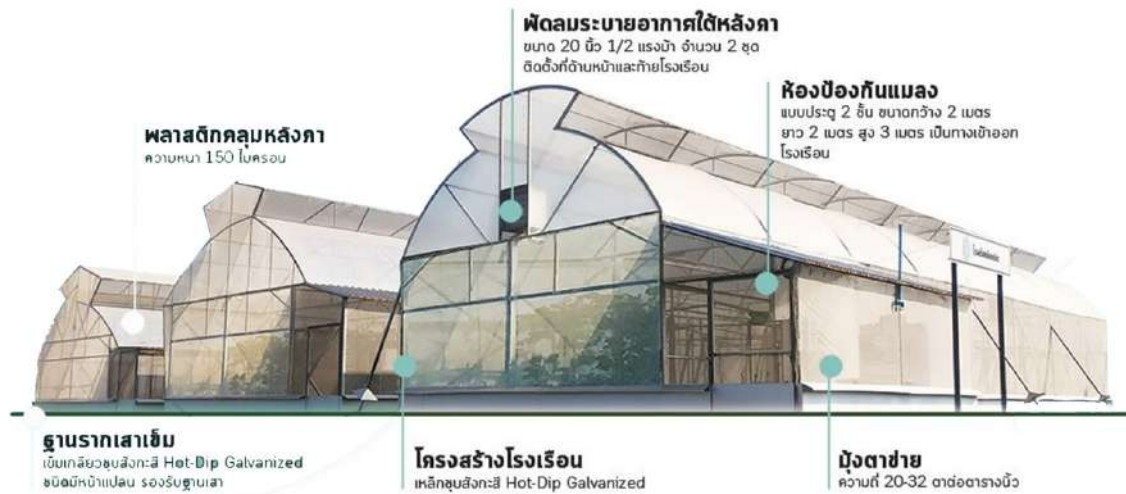 พัดลมระบายอากาศใต้หลังคา
ขนาด 20 นิ้ว 1/2 แรงม้า จำนวน 2 ชุด
ติดตั้งที่ด้านหน้าและท้ายโรงเรือน
ห้องป้องกันแมลง
แบบประตู 2 ชั้น ขนาดกว้าง 2 เมตร
ยาว 2 เมตร สูง 3 เมตร เป็นทางเข้าออก
โรงเรือน
พลาสติกคลุมหลังคา
ความหนา 150 ไมครอน
ฐานรากเสาเข็ม
เข็มเกลียวชุบสังกะสี Hot-Dip Galvanized
ชนิดมีหน้าแปลน รองรับฐานเสา
โครงสร้างโรงเรือน
เหล็กชุบสังกะสี Hot-Dip Galvanized
มุ้งตาข่าย
ความถี่ 20-32 ตาต่อตารางนิ้ว